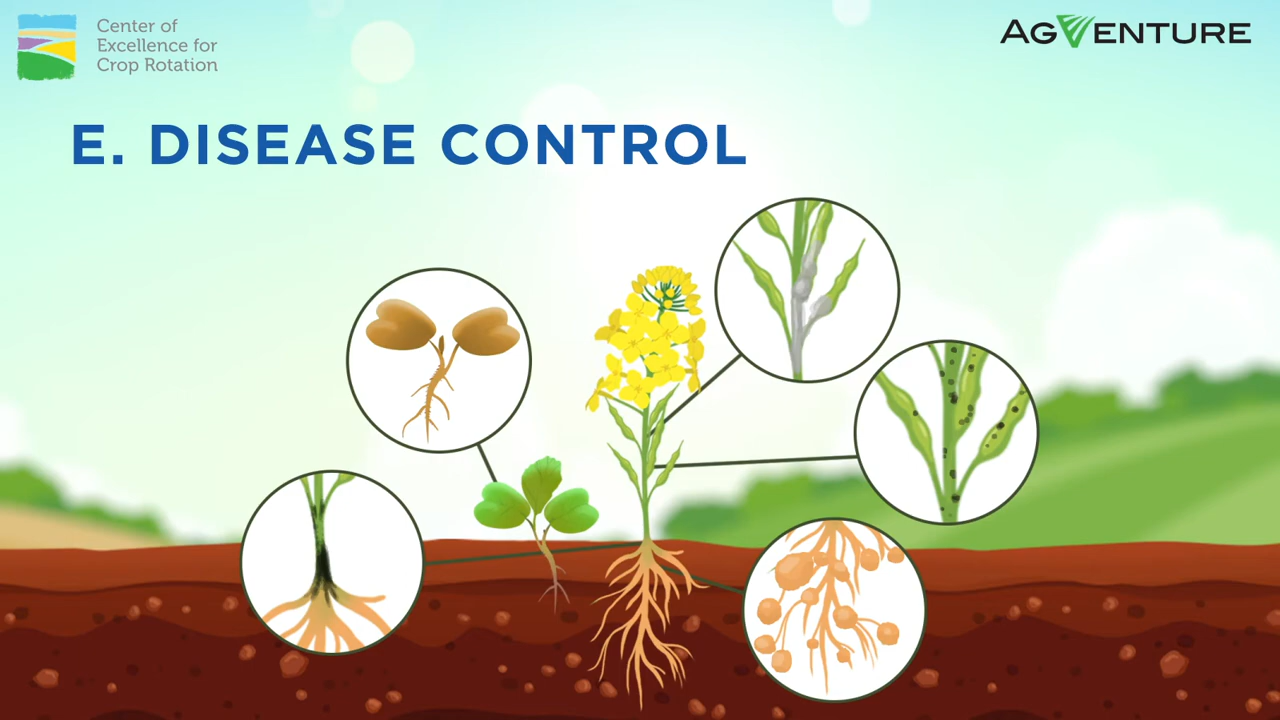 Center of
Excellence for
Crop Rotation
AGVENTURE
E. DISEASE CONTROL